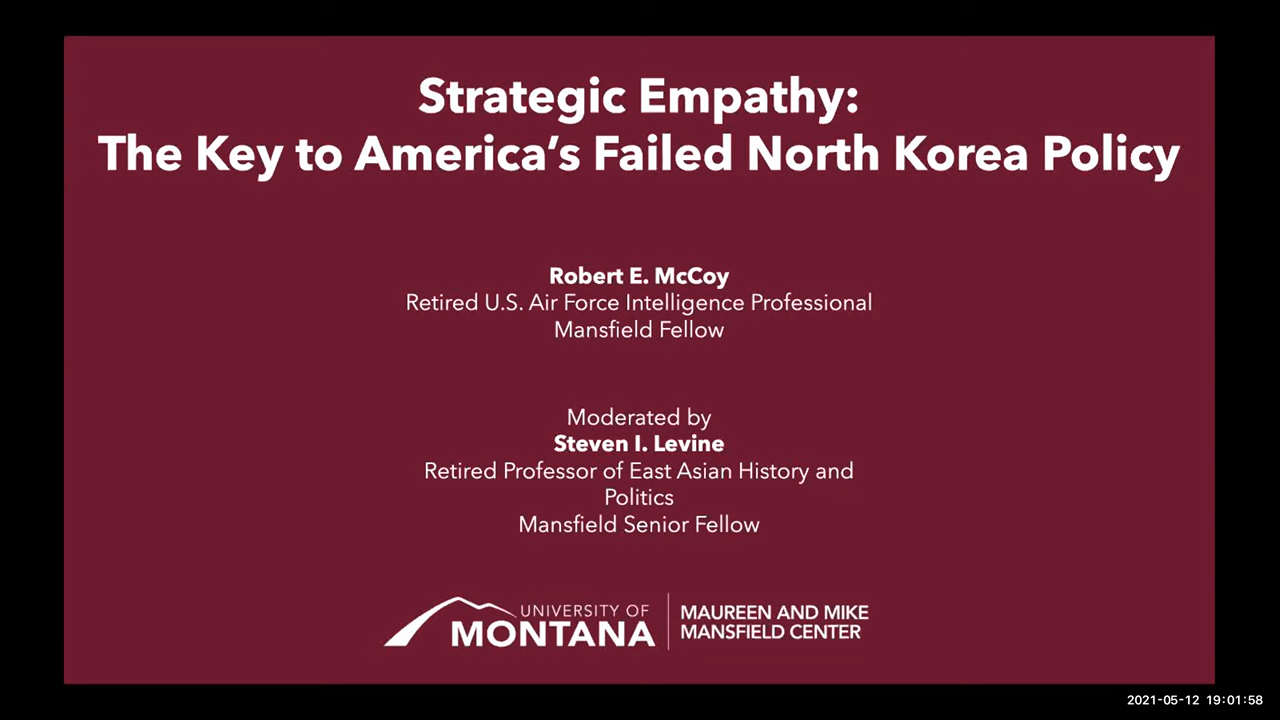 Strategic Empathy:
The Key to America's Failed North Korea Policy
Robert E. McCoy
Retired U.S. Air Force Intelligence Professional
Mansfield Fellow
Moderated by
Steven I. Levine
Retired Professor of East Asian History and
Politics
Mansfield Senior Fellow
UNIVERSITY OF
MONTANA
MAUREEN AND MIKE
MANSFIELD CENTER
2021-05-12 19:01:58